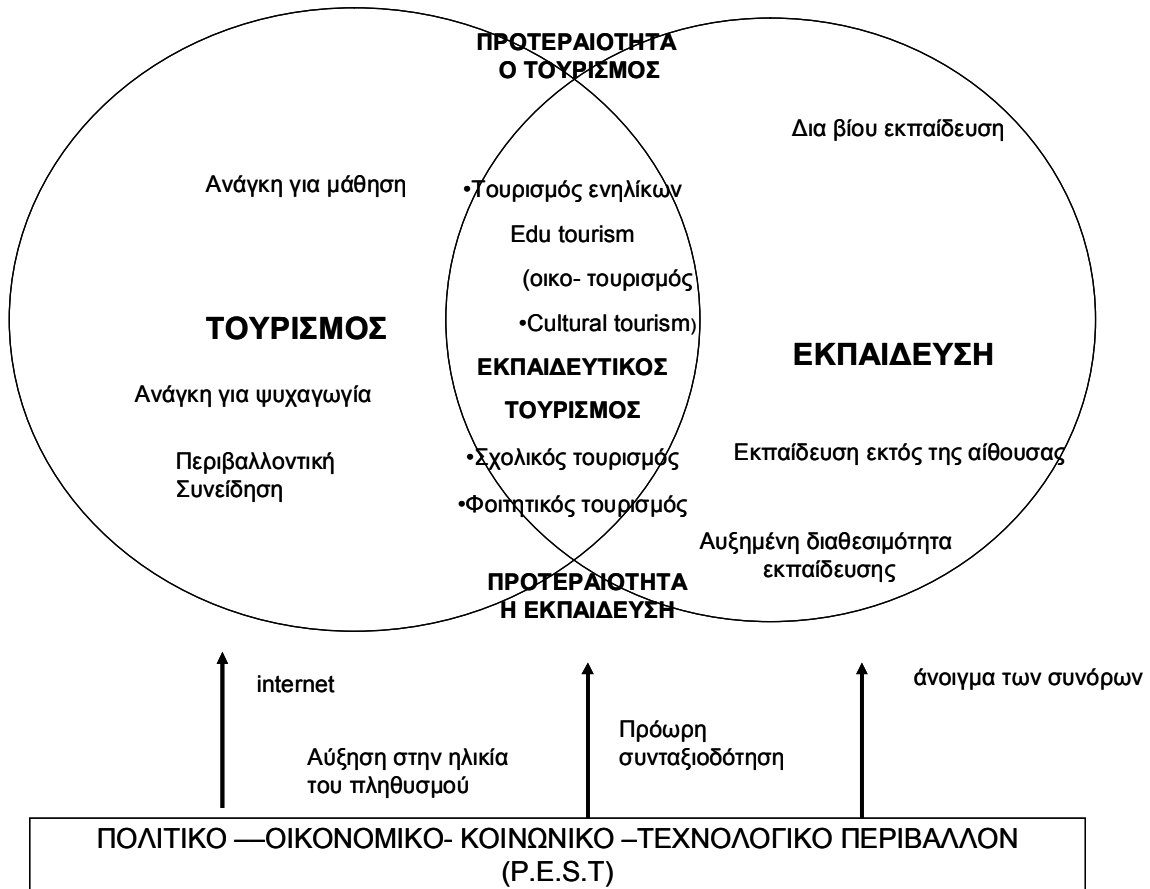 ΠΡΟΤΕΡΑΙΟΤΗΤΑ
Ο ΤΟΥΡΙΣΜΟΣ
Δια βίου εκπαίδευση
Ανάγκη για μάθηση
•Τουρισμός ενηλίκων
Edu tourism
(οικο- τουρισμός
•Cultural tourism)
ΤΟΥΡΙΣΜΟΣ
ΕΚΠΑΙΔΕΥΣΗ
ΕΚΠΑΙΔΕΥΤΙΚΟΣ
ΤΟΥΡΙΣΜΟΣ
Ανάγκη για ψυχαγωγία
Περιβαλλοντική
Συνείδηση
•Σχολικός τουρισμός
•Φοιτητικός τουρισμός
Εκπαίδευση εκτός της αίθουσας
Αυξημένη διαθεσιμότητα
εκπαίδευσης
ΠΡΟΤΕΡΑΙΟΤΗΤΑ
Η ΕΚΠΑΙΔΕΥΣΗ
internet
άνοιγμα των συνόρων
Αύξηση στην ηλικία
του πληθυσμού
Πρόωρη
συνταξιοδότηση
ΠΟΛΙΤΙΚΟ —ΟΙΚΟΝΟΜΙΚΟ- ΚΟΙΝΩΝΙΚΟ –ΤΕΧΝΟΛΟΓΙΚΟ ΠΕΡΙΒΑΛΛΟΝ
(P.E.S.T)